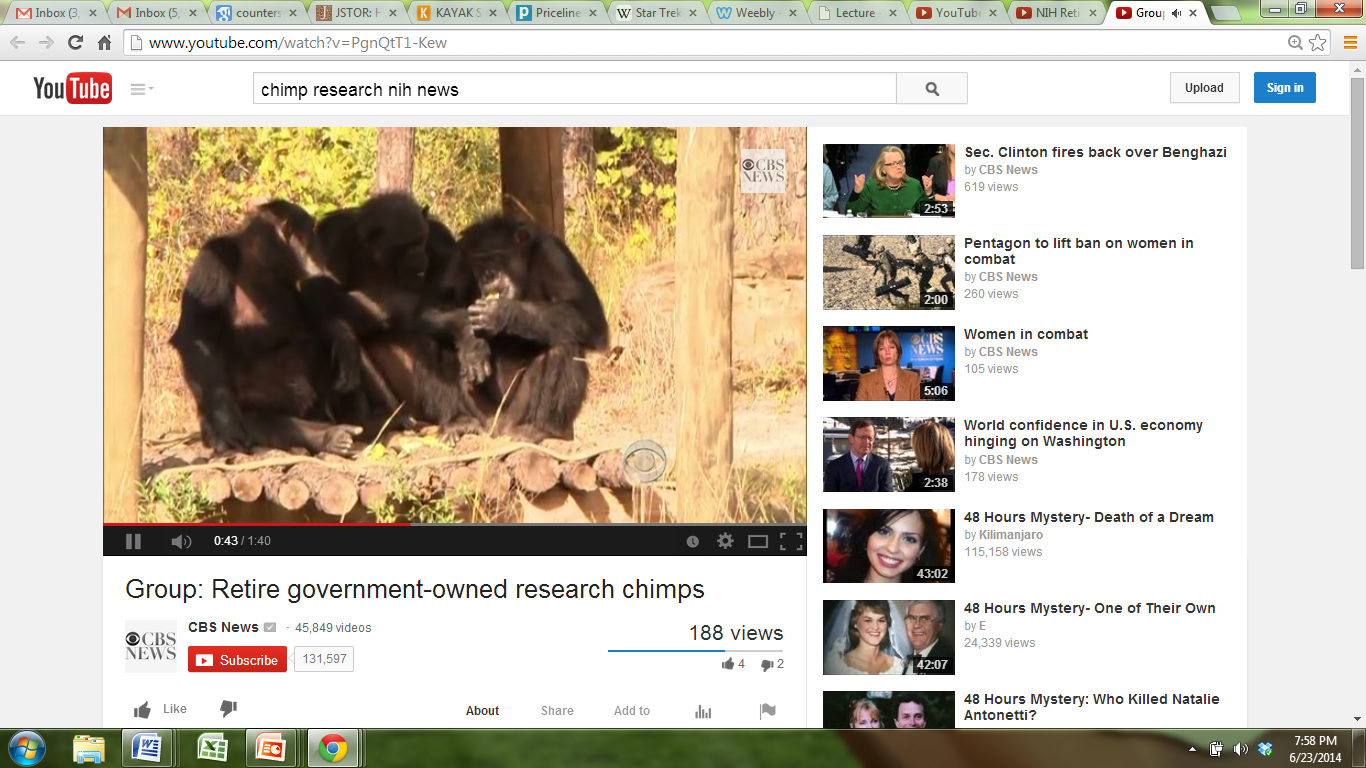 Inbox (3,
Inbox (5,
counters
JSTOR: H
KAYAK S
Priceline
Star Trek
Weebly -
Lecture -
YouTube
NIH Reti
Group
www.youtube.com/watch?v=PgnQtT1-Kew
YouTube
chimp research nih news
Upload
Sign in
CBS NEWS
0:43 / 1:40
Group: Retire government-owned research chimps
CBS NEWS
CBS News · 45,849 videos
Subscribe 131,597
188 views
4 2
Like
About
Share
Add to
Sec. Clinton fires back over Benghazi
by CBS News
619 views
2:53
Pentagon to lift ban on women in
combat
by CBS News
260 views
2:00
Women in combat
by CBS News
105 views
CBS NEWS
5:06
World confidence in U.S. economy
hinging on Washington
by CBS News
178 views
2:38
48 Hours Mystery- Death of a Dream
by Kilimanjaro
115,158 views
43:02
48 Hours Mystery- One of Their Own
by E
24,339 views
42:07
48 Hours Mystery: Who Killed Natalie
Antonetti?
7:58 PM
6/23/2014